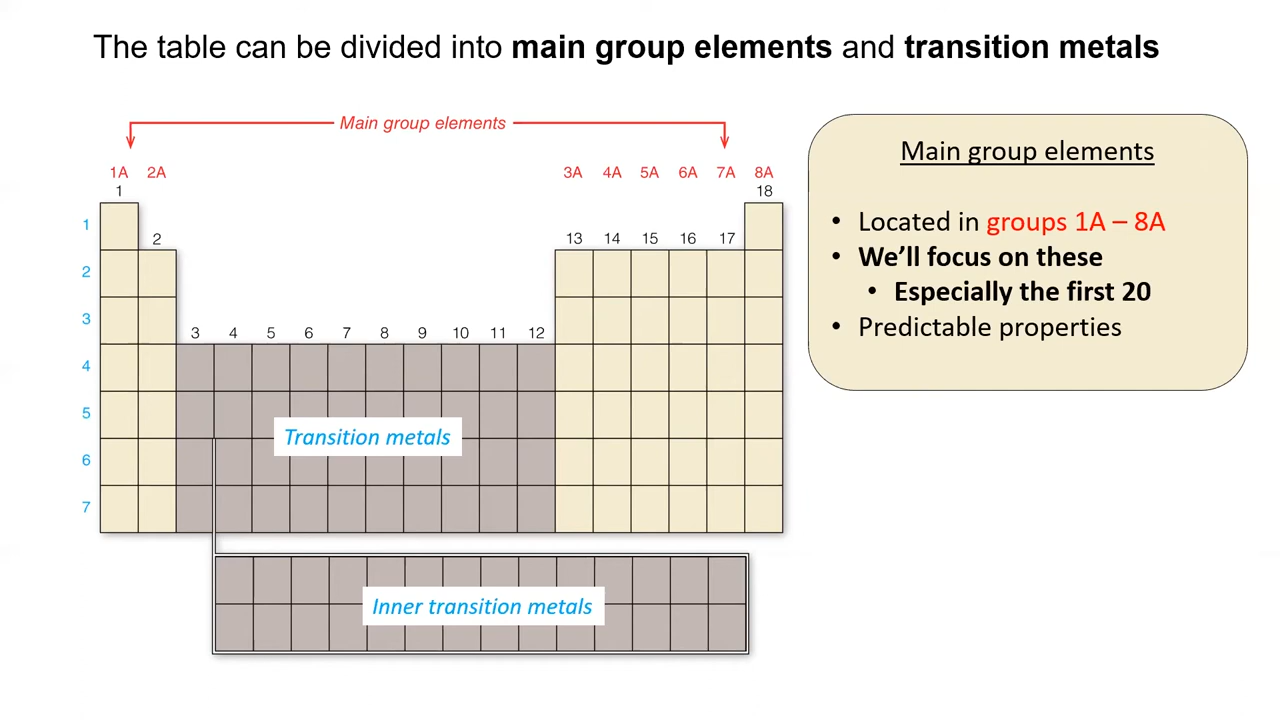 The table can be divided into main group elements and transition metals
Main group elements
1A 2A 3A 4A 5A 6A 7A 8A
1 18
2 13 14 15 16 17
3 4 5 6 7 8 9 10 11 12
1
2
3
4
5
6
7
Transition metals
Inner transition metals
Main group elements
• Located in groups 1A – 8A
• We’ll focus on these
• Especially the first 20
• Predictable properties